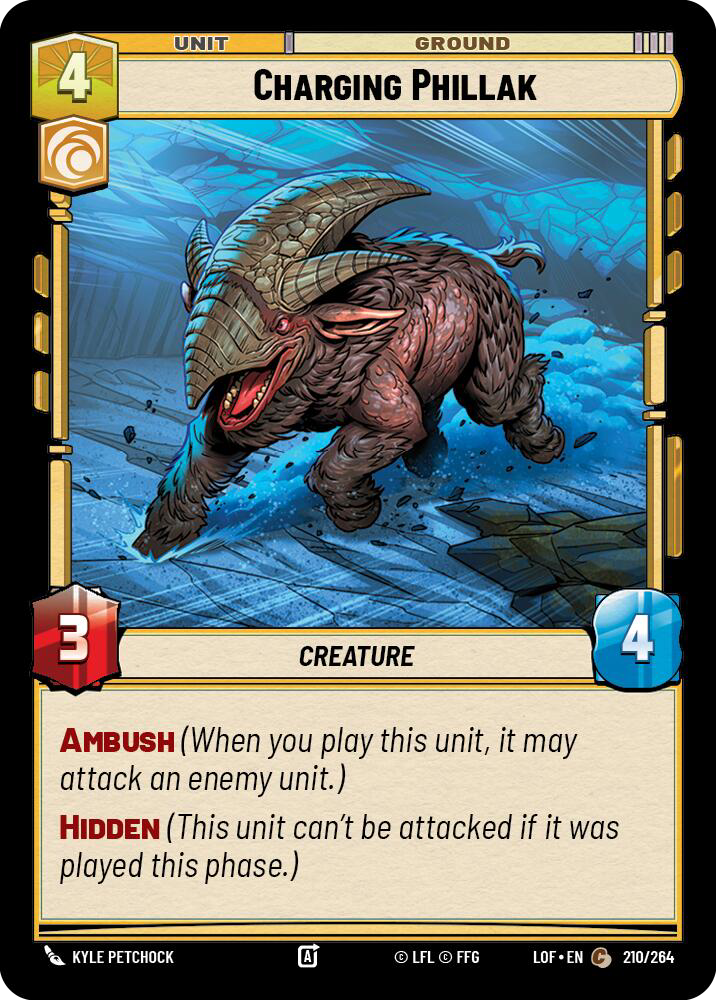 UNIT
GROUND
4
CHARGING PHILLAK
3
CREATURE
4
AMBUSH (When you play this unit, it may
attack an enemy unit.)
HIDDEN (This unit can't be attacked if it was
played this phase.)
KYLE PETCHOCK
A
© LFL © FFG
LOF • EN
C
210/264